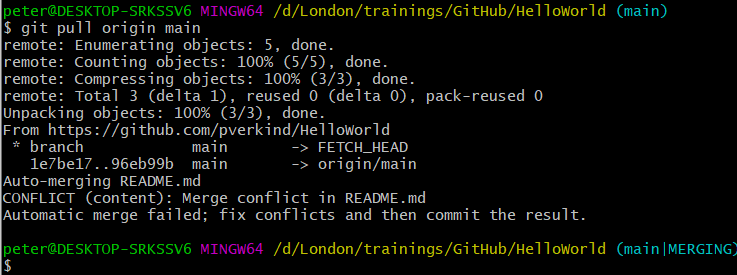 peter@DESKTOP-SRKSSV6 MINGW64 /d/London/trainings/GitHub/HelloWorld (main)
$ git pull origin main
remote: Enumerating objects: 5, done.
remote: Counting objects: 100% (5/5), done.
remote: Compressing objects: 100% (3/3), done.
remote: Total 3 (delta 1), reused 0 (delta 0), pack-reused 0
Unpacking objects: 100% (3/3), done.
From https://github.com/pverkind/HelloWorld
 * branch            main       -> FETCH_HEAD
   1e7be17..96eb99b  main       -> origin/main
Auto-merging README.md
CONFLICT (content): Merge conflict in README.md
Automatic merge failed; fix conflicts and then commit the result.
peter@DESKTOP-SRKSSV6 MINGW64 /d/London/trainings/GitHub/HelloWorld (main|MERGING)
$